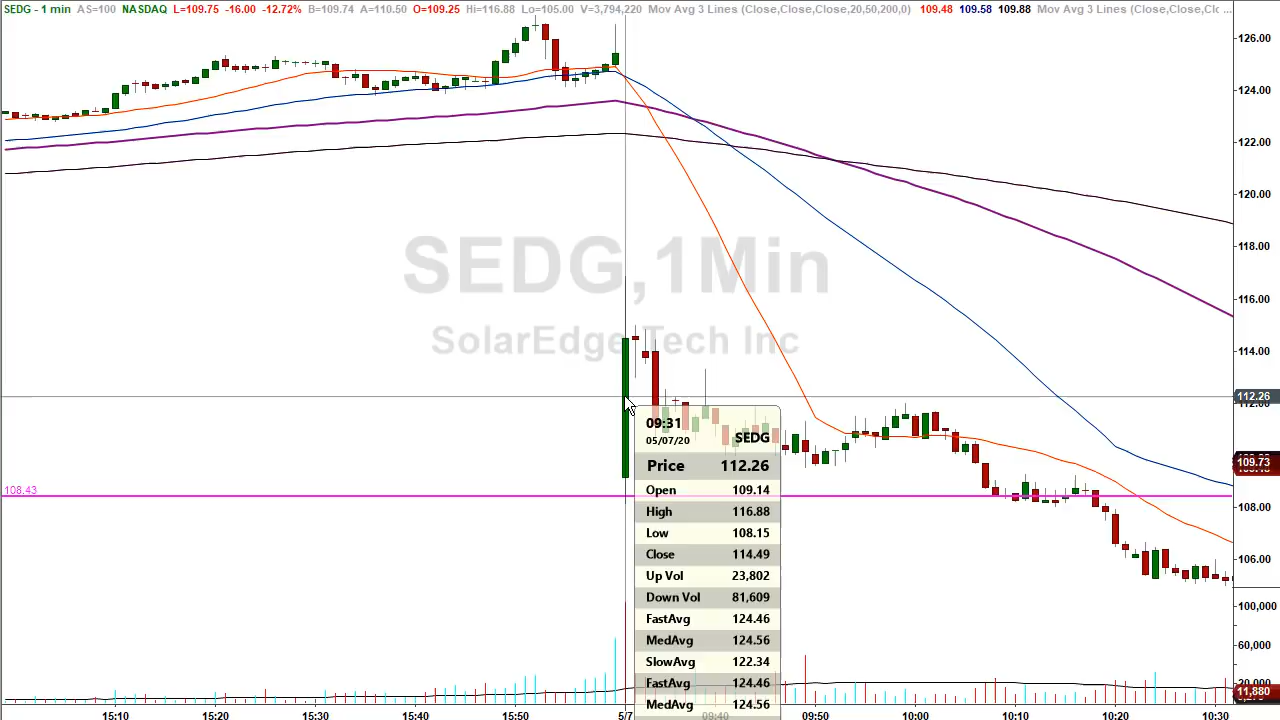 SEDG - 1 min NASDAQ L=109.75 -16.00 -12.72% B=109.74 A=110.50 O=109.25 Hi=116.88 Lo=105.00 V=3,794,220 Mov Avg 3 Lines (Close,Close,Close,20,50,200,0) 109.48 109.58 109.88 Mov Avg 3 Lines (Close,Close,Clc ...
AS=100
126.00
124.00
122.00
120.00
118.00
116.00
114.00
112.26
109.73
108.00
106.00
100,000
60,000
20,000
11,880
SEDG,1Min
SolarEdge Tech Inc
108.43
09:31
05/07/20 SEDG
Price 112.26
Open 109.14
High 116.88
Low 108.15
Close 114.49
Up Vol 23,802
Down Vol 81,609
FastAvg 124.46
MedAvg 124.56
SlowAvg 122.34
FastAvg 124.46
MedAvg 124.56
15:10 15:20 15:30 15:40 15:50 5/7 09:40 09:50 10:00 10:10 10:20 10:30